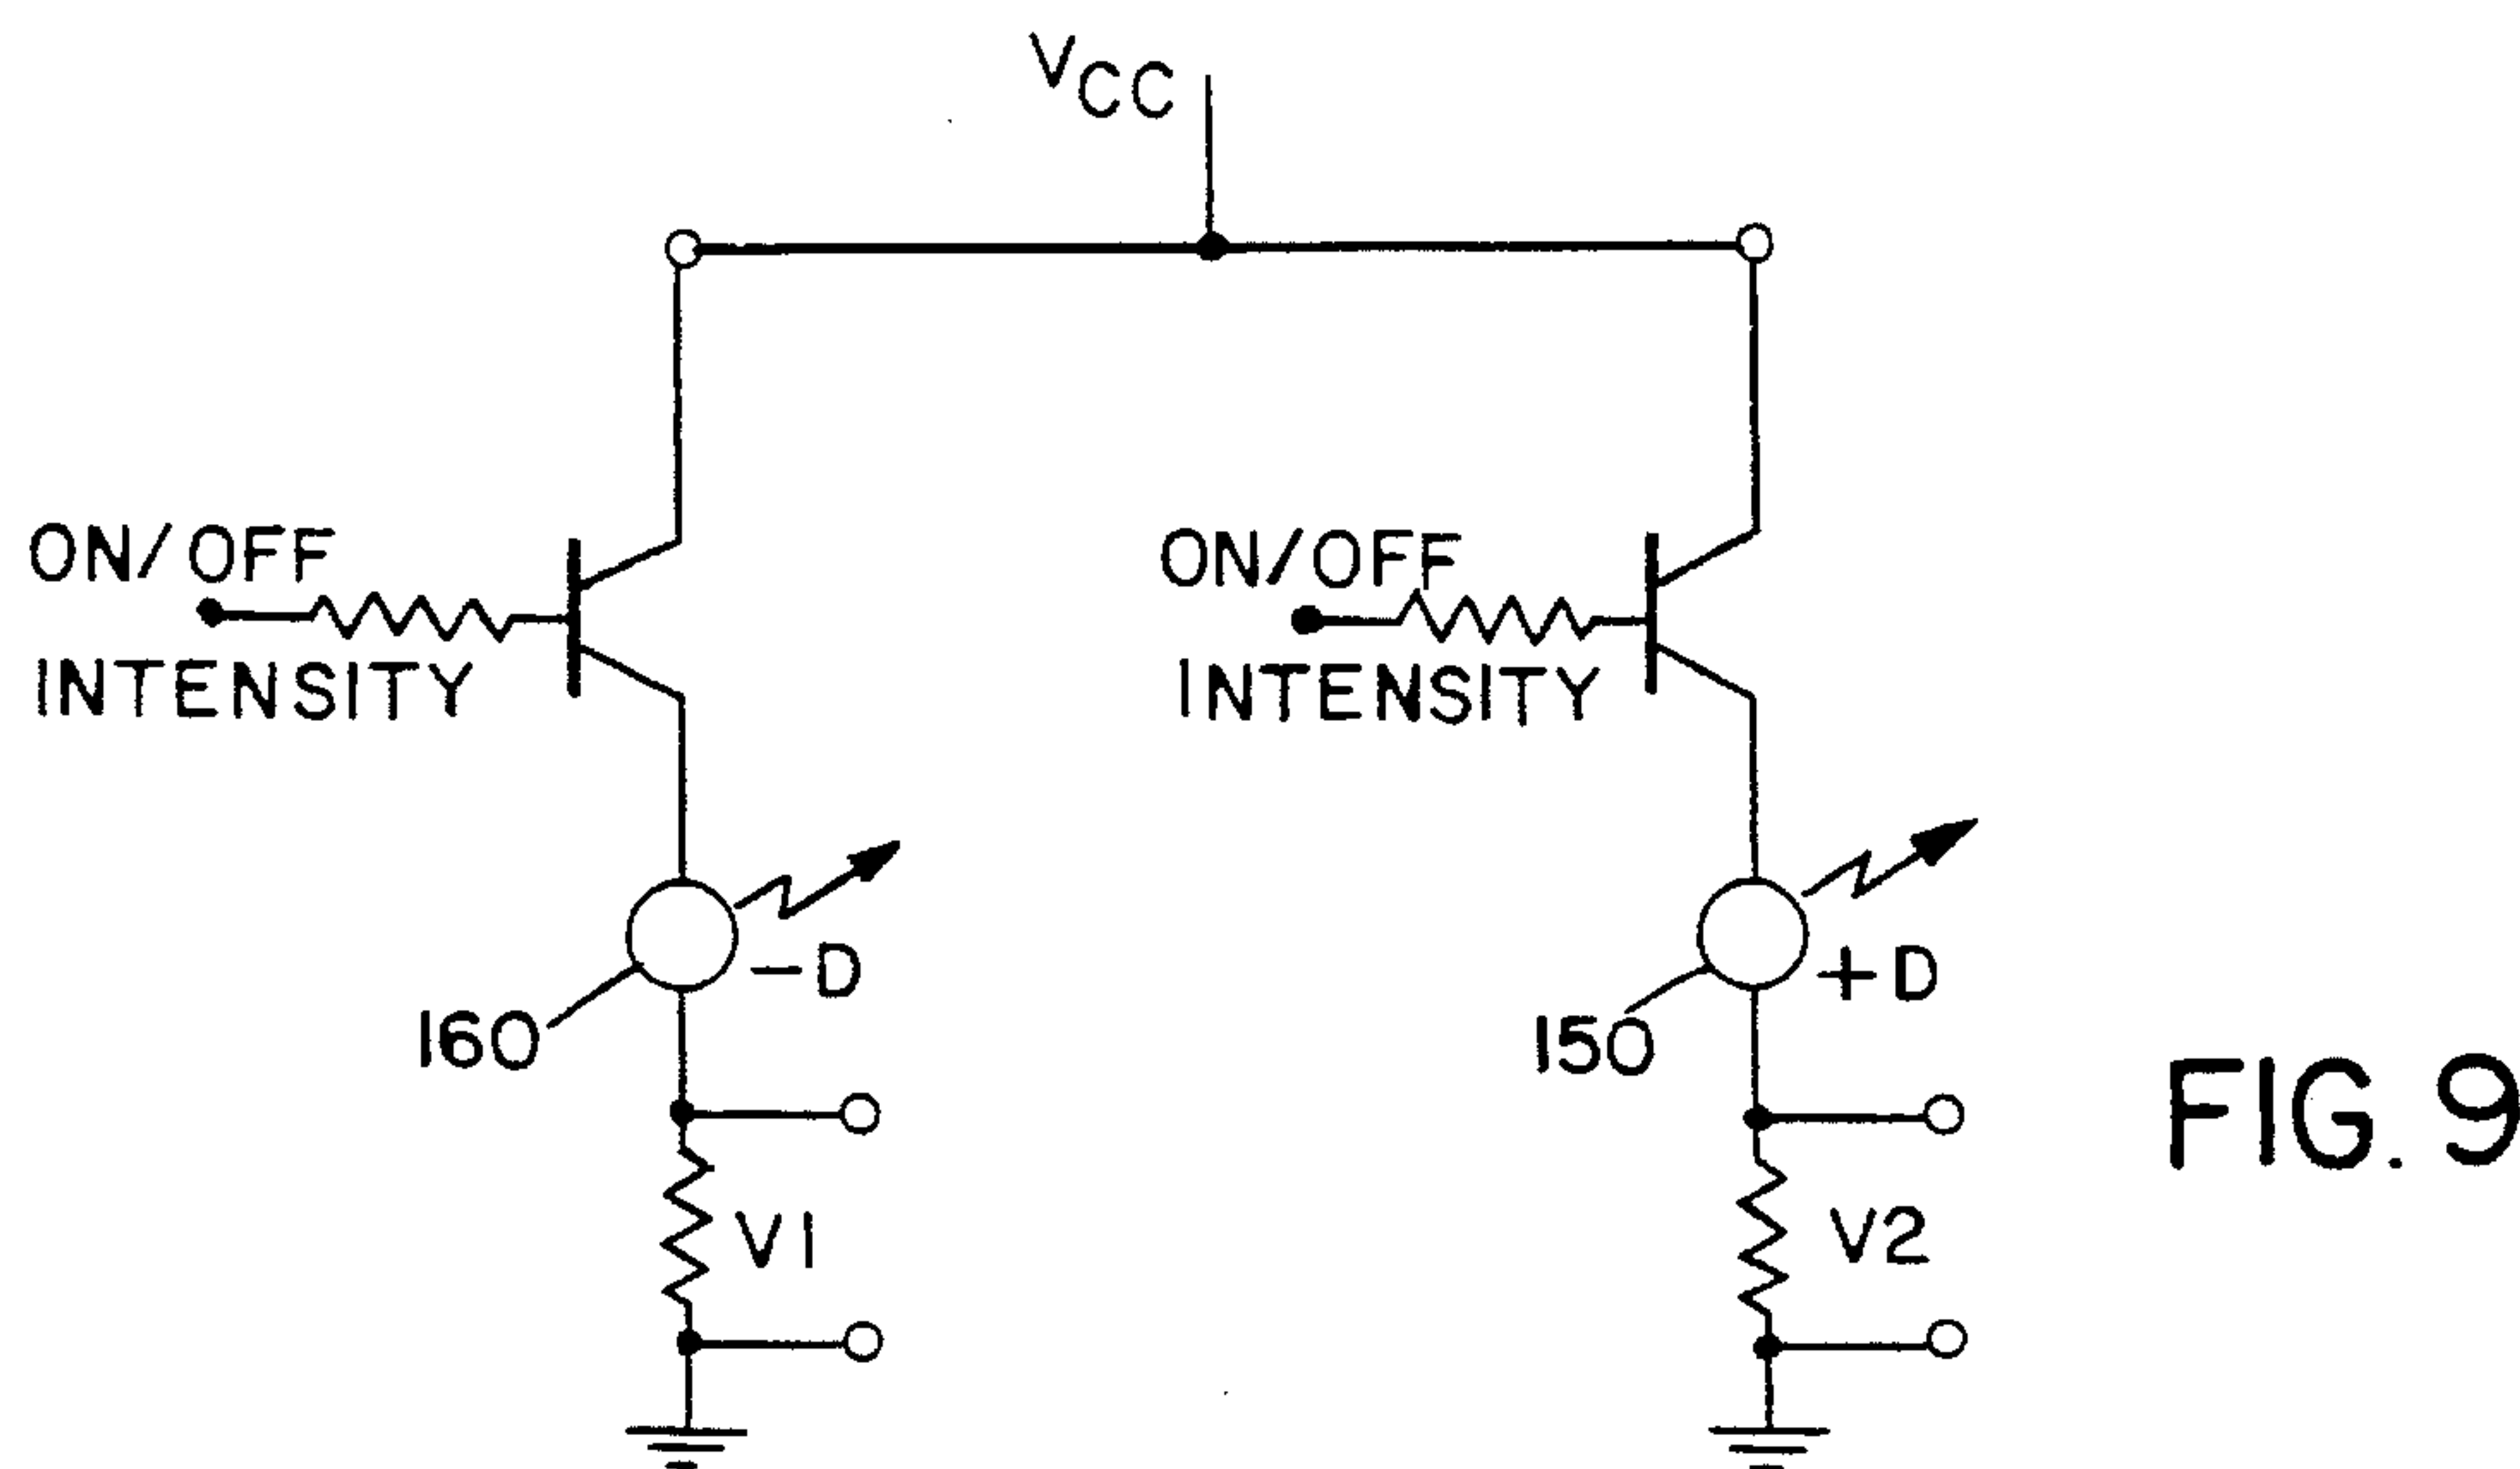 VCC
ON/OFF
INTENSITY
ON/OFF
INTENSITY
-D
160
+D
150
V1
V2
FIG. 9